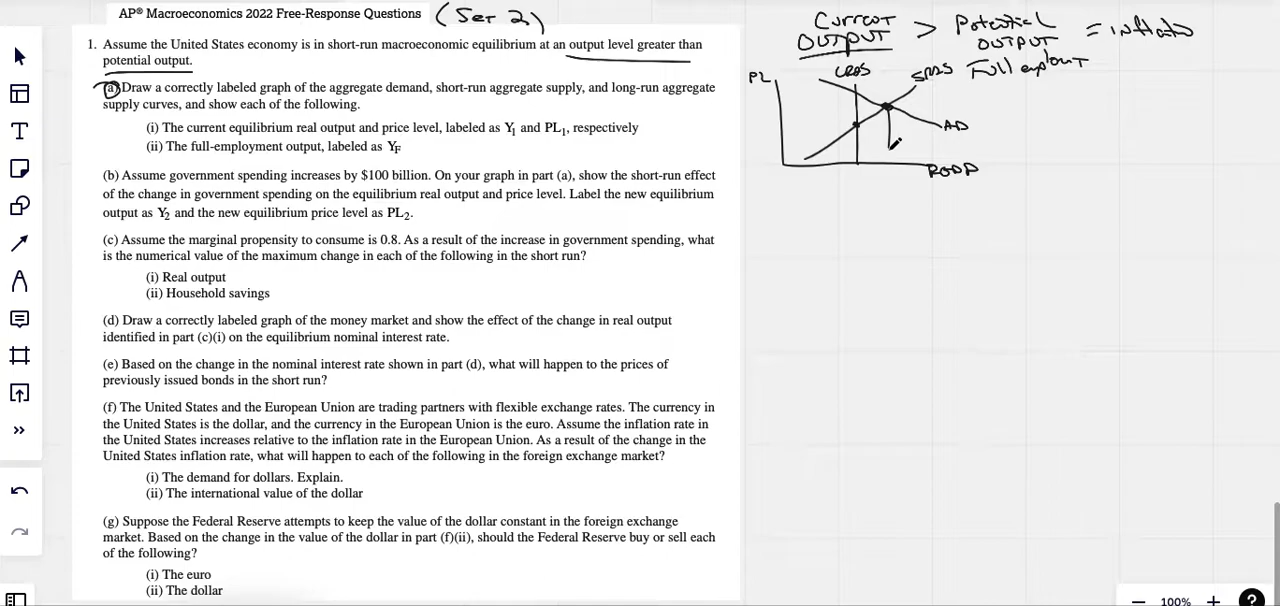 AP® Macroeconomics 2022 Free-Response Questions (Set 2)
1. Assume the United States economy is in short-run macroeconomic equilibrium at an output level greater than
potential output.
(a) Draw a correctly labeled graph of the aggregate demand, short-run aggregate supply, and long-run aggregate
supply curves, and show each of the following.
(i) The current equilibrium real output and price level, labeled as Y1 and PL1, respectively
(ii) The full-employment output, labeled as YF
(b) Assume government spending increases by $100 billion. On your graph in part (a), show the short-run effect
of the change in government spending on the equilibrium real output and price level. Label the new equilibrium
output as Y2 and the new equilibrium price level as PL2.
(c) Assume the marginal propensity to consume is 0.8. As a result of the increase in government spending, what
is the numerical value of the maximum change in each of the following in the short run?
(i) Real output
(ii) Household savings
(d) Draw a correctly labeled graph of the money market and show the effect of the change in real output
identified in part (c)(i) on the equilibrium nominal interest rate.
(e) Based on the change in the nominal interest rate shown in part (d), what will happen to the prices of
previously issued bonds in the short run?
(f) The United States and the European Union are trading partners with flexible exchange rates. The currency in
the United States is the dollar, and the currency in the European Union is the euro. Assume the inflation rate in
the United States increases relative to the inflation rate in the European Union. As a result of the change in the
United States inflation rate, what will happen to each of the following in the foreign exchange market?
(i) The demand for dollars. Explain.
(ii) The international value of the dollar
(g) Suppose the Federal Reserve attempts to keep the value of the dollar constant in the foreign exchange
market. Based on the change in the value of the dollar in part (f)(ii), should the Federal Reserve buy or sell each
of the following?
(i) The euro
(ii) The dollar
Current > Potential =
OUTPUT OUTPUT
LRAS SRAS Full
PL
AD
RGDP
100%